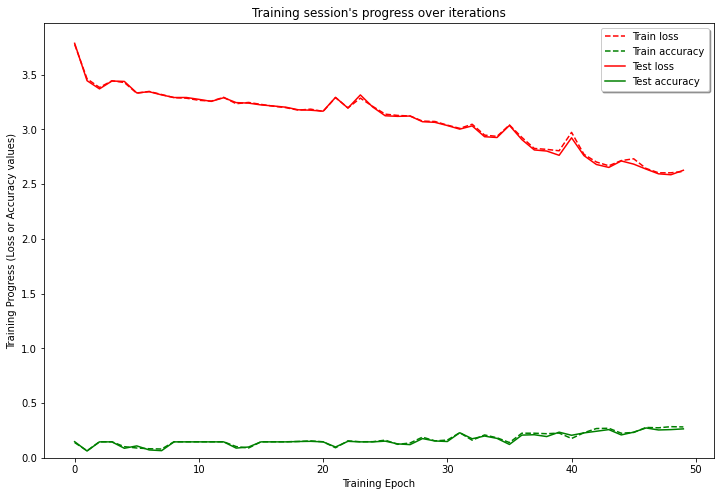 Training session's progress over iterations
Train loss
Train accuracy
Test loss
Test accuracy
Training Progress (Loss or Accuracy values)
3.5
3.0
2.5
2.0
1.5
1.0
0.5
0.0
0 10 20 30 40 50
Training Epoch